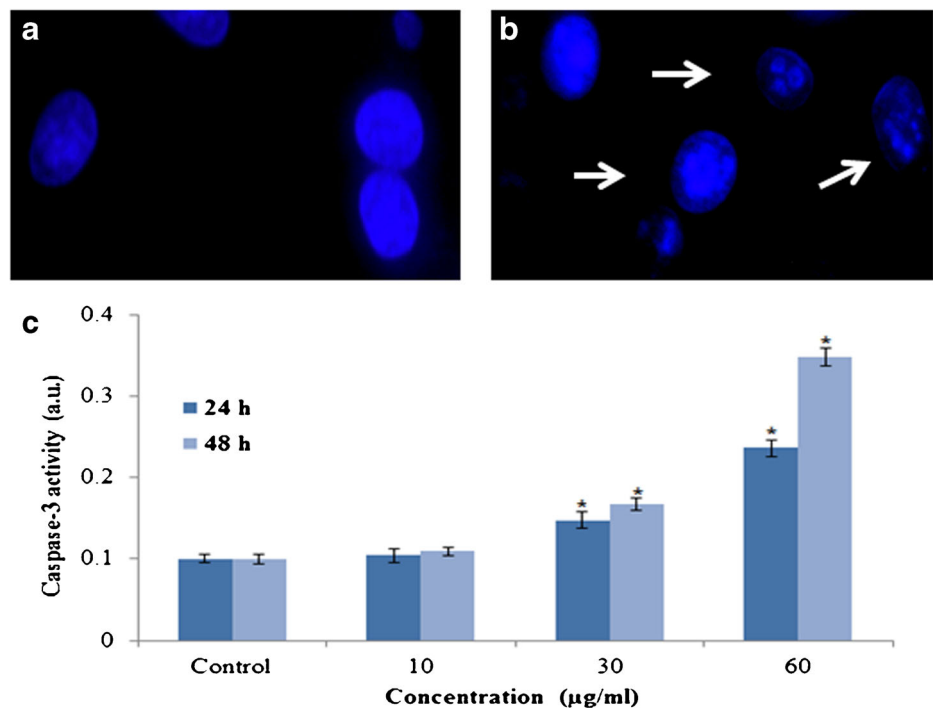 a
b
c
0.4
0.3
0.2
0.1
0
Caspase-3 activity (a.u.)
24 h
48 h
*
*
*
*
Control
10
30
60
Concentration (µg/ml)